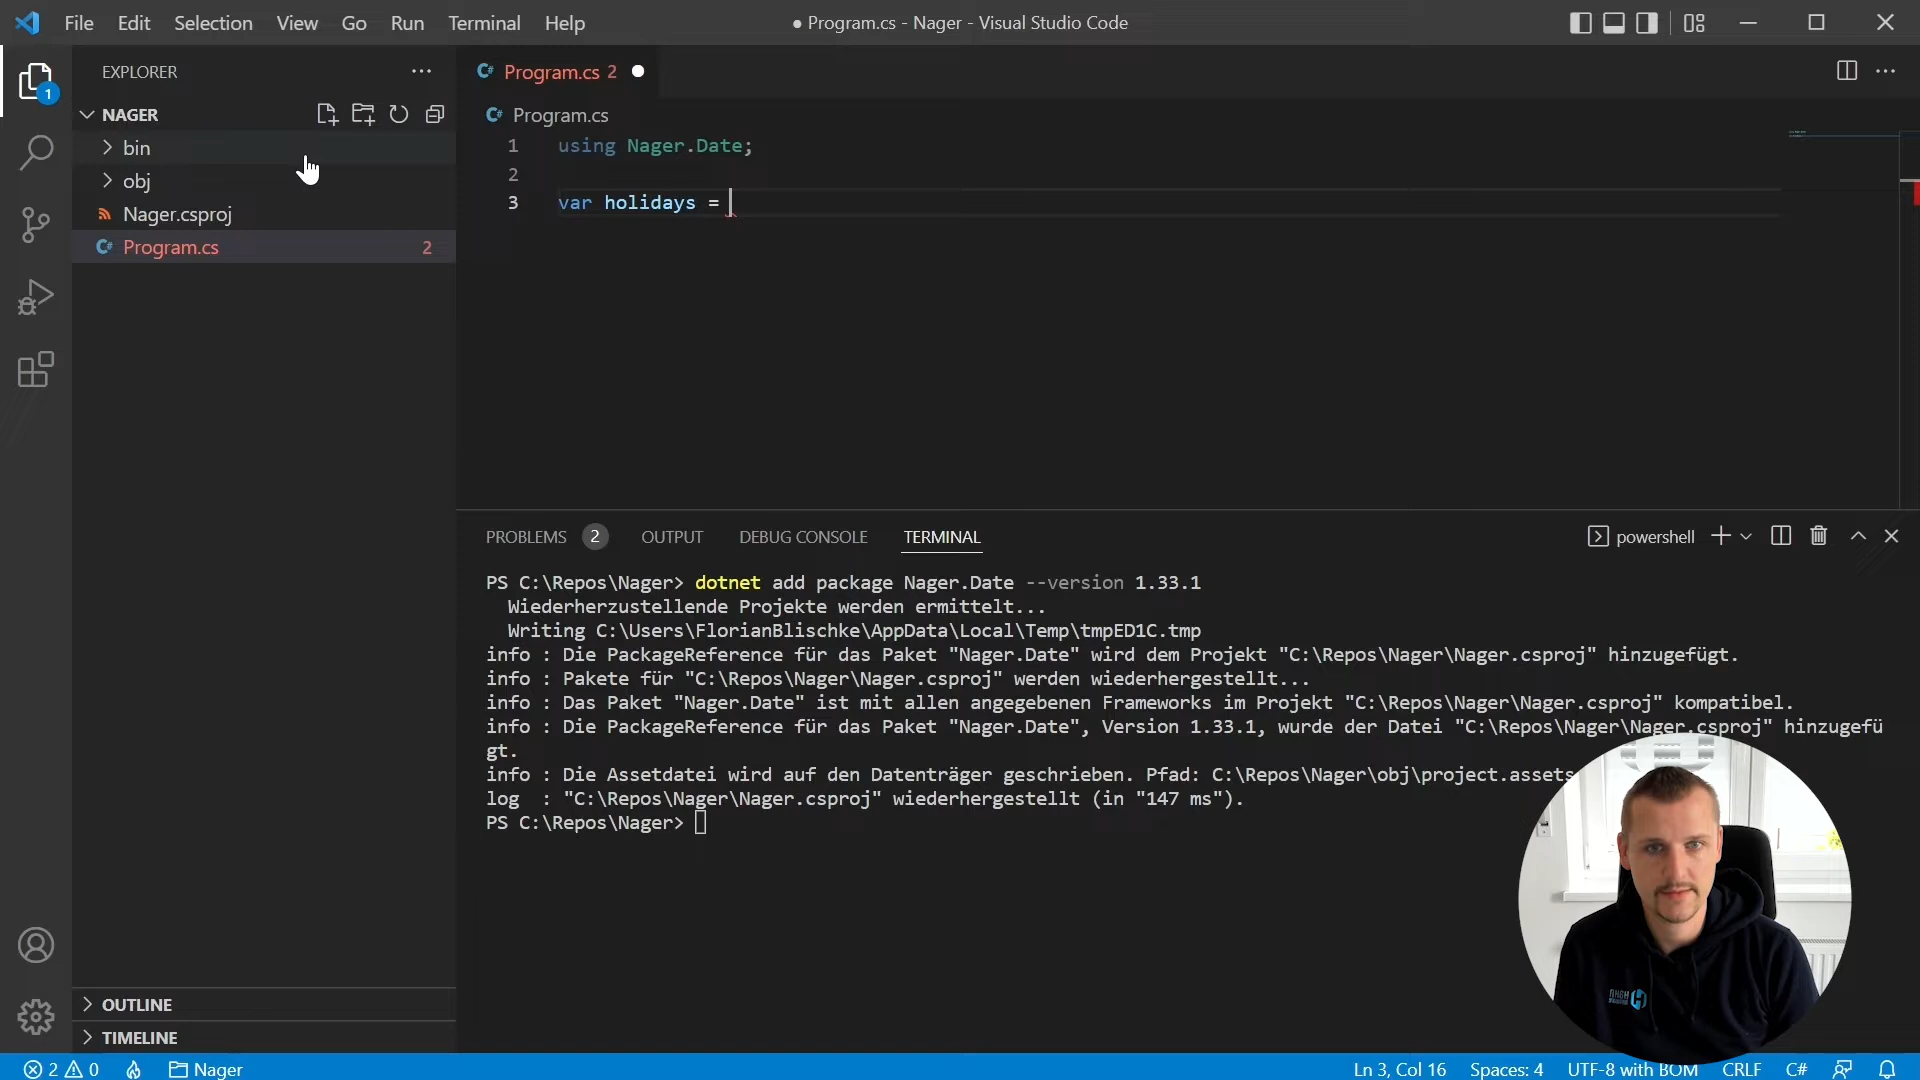 File Edit Selection View Go Run Terminal Help
● Program.cs - Nager - Visual Studio Code
EXPLORER
1
NAGER
bin
obj
Nager.csproj
Program.cs 2
OUTLINE
TIMELINE
Program.cs 2
Program.cs
1 using Nager.Date;
2
3 var holidays =
PROBLEMS 2 OUTPUT DEBUG CONSOLE TERMINAL
powershell
PS C:\Repos\Nager> dotnet add package Nager.Date --version 1.33.1
Wiederherzustellende Projekte werden ermittelt...
Writing C:\Users\FlorianBlischke\AppData\Local\Temp\tmpED1C.tmp
info : Die PackageReference für das Paket "Nager.Date" wird dem Projekt "C:\Repos\Nager\Nager.csproj" hinzugefügt.
info : Pakete für "C:\Repos\Nager\Nager.csproj" werden wiederhergestellt...
info : Das Paket "Nager.Date" ist mit allen angegebenen Frameworks im Projekt "C:\Repos\Nager\Nager.csproj" kompatibel.
info : Die PackageReference für das Paket "Nager.Date", Version 1.33.1, wurde der Datei "C:\Repos\Nager\Nager.csproj" hinzugefü
gt.
info : Die Assetdatei wird auf den Datenträger geschrieben. Pfad: C:\Repos\Nager\obj\project.assets
log : "C:\Repos\Nager\Nager.csproj" wiederhergestellt (in "147 ms").
PS C:\Repos\Nager>
2 0 Nager
Ln 3, Col 16 Spaces: 4 UTF-8 with BOM CRLF C#